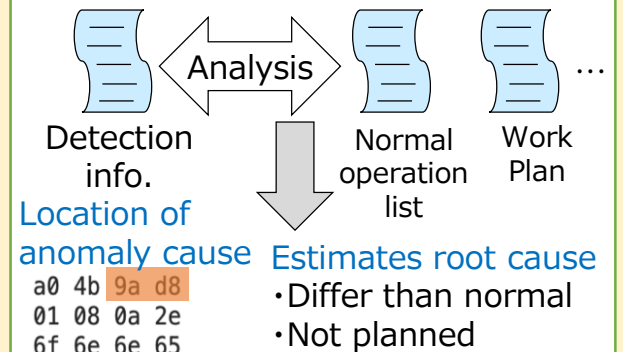 Analysis
…
Detection
info.
Normal
operation
list
Work
Plan
Location of
anomaly cause
a0 4b 9a d8
01 08 0a 2e
6f 6e 6e 65
Estimates root cause
・Differ than normal
・Not planned